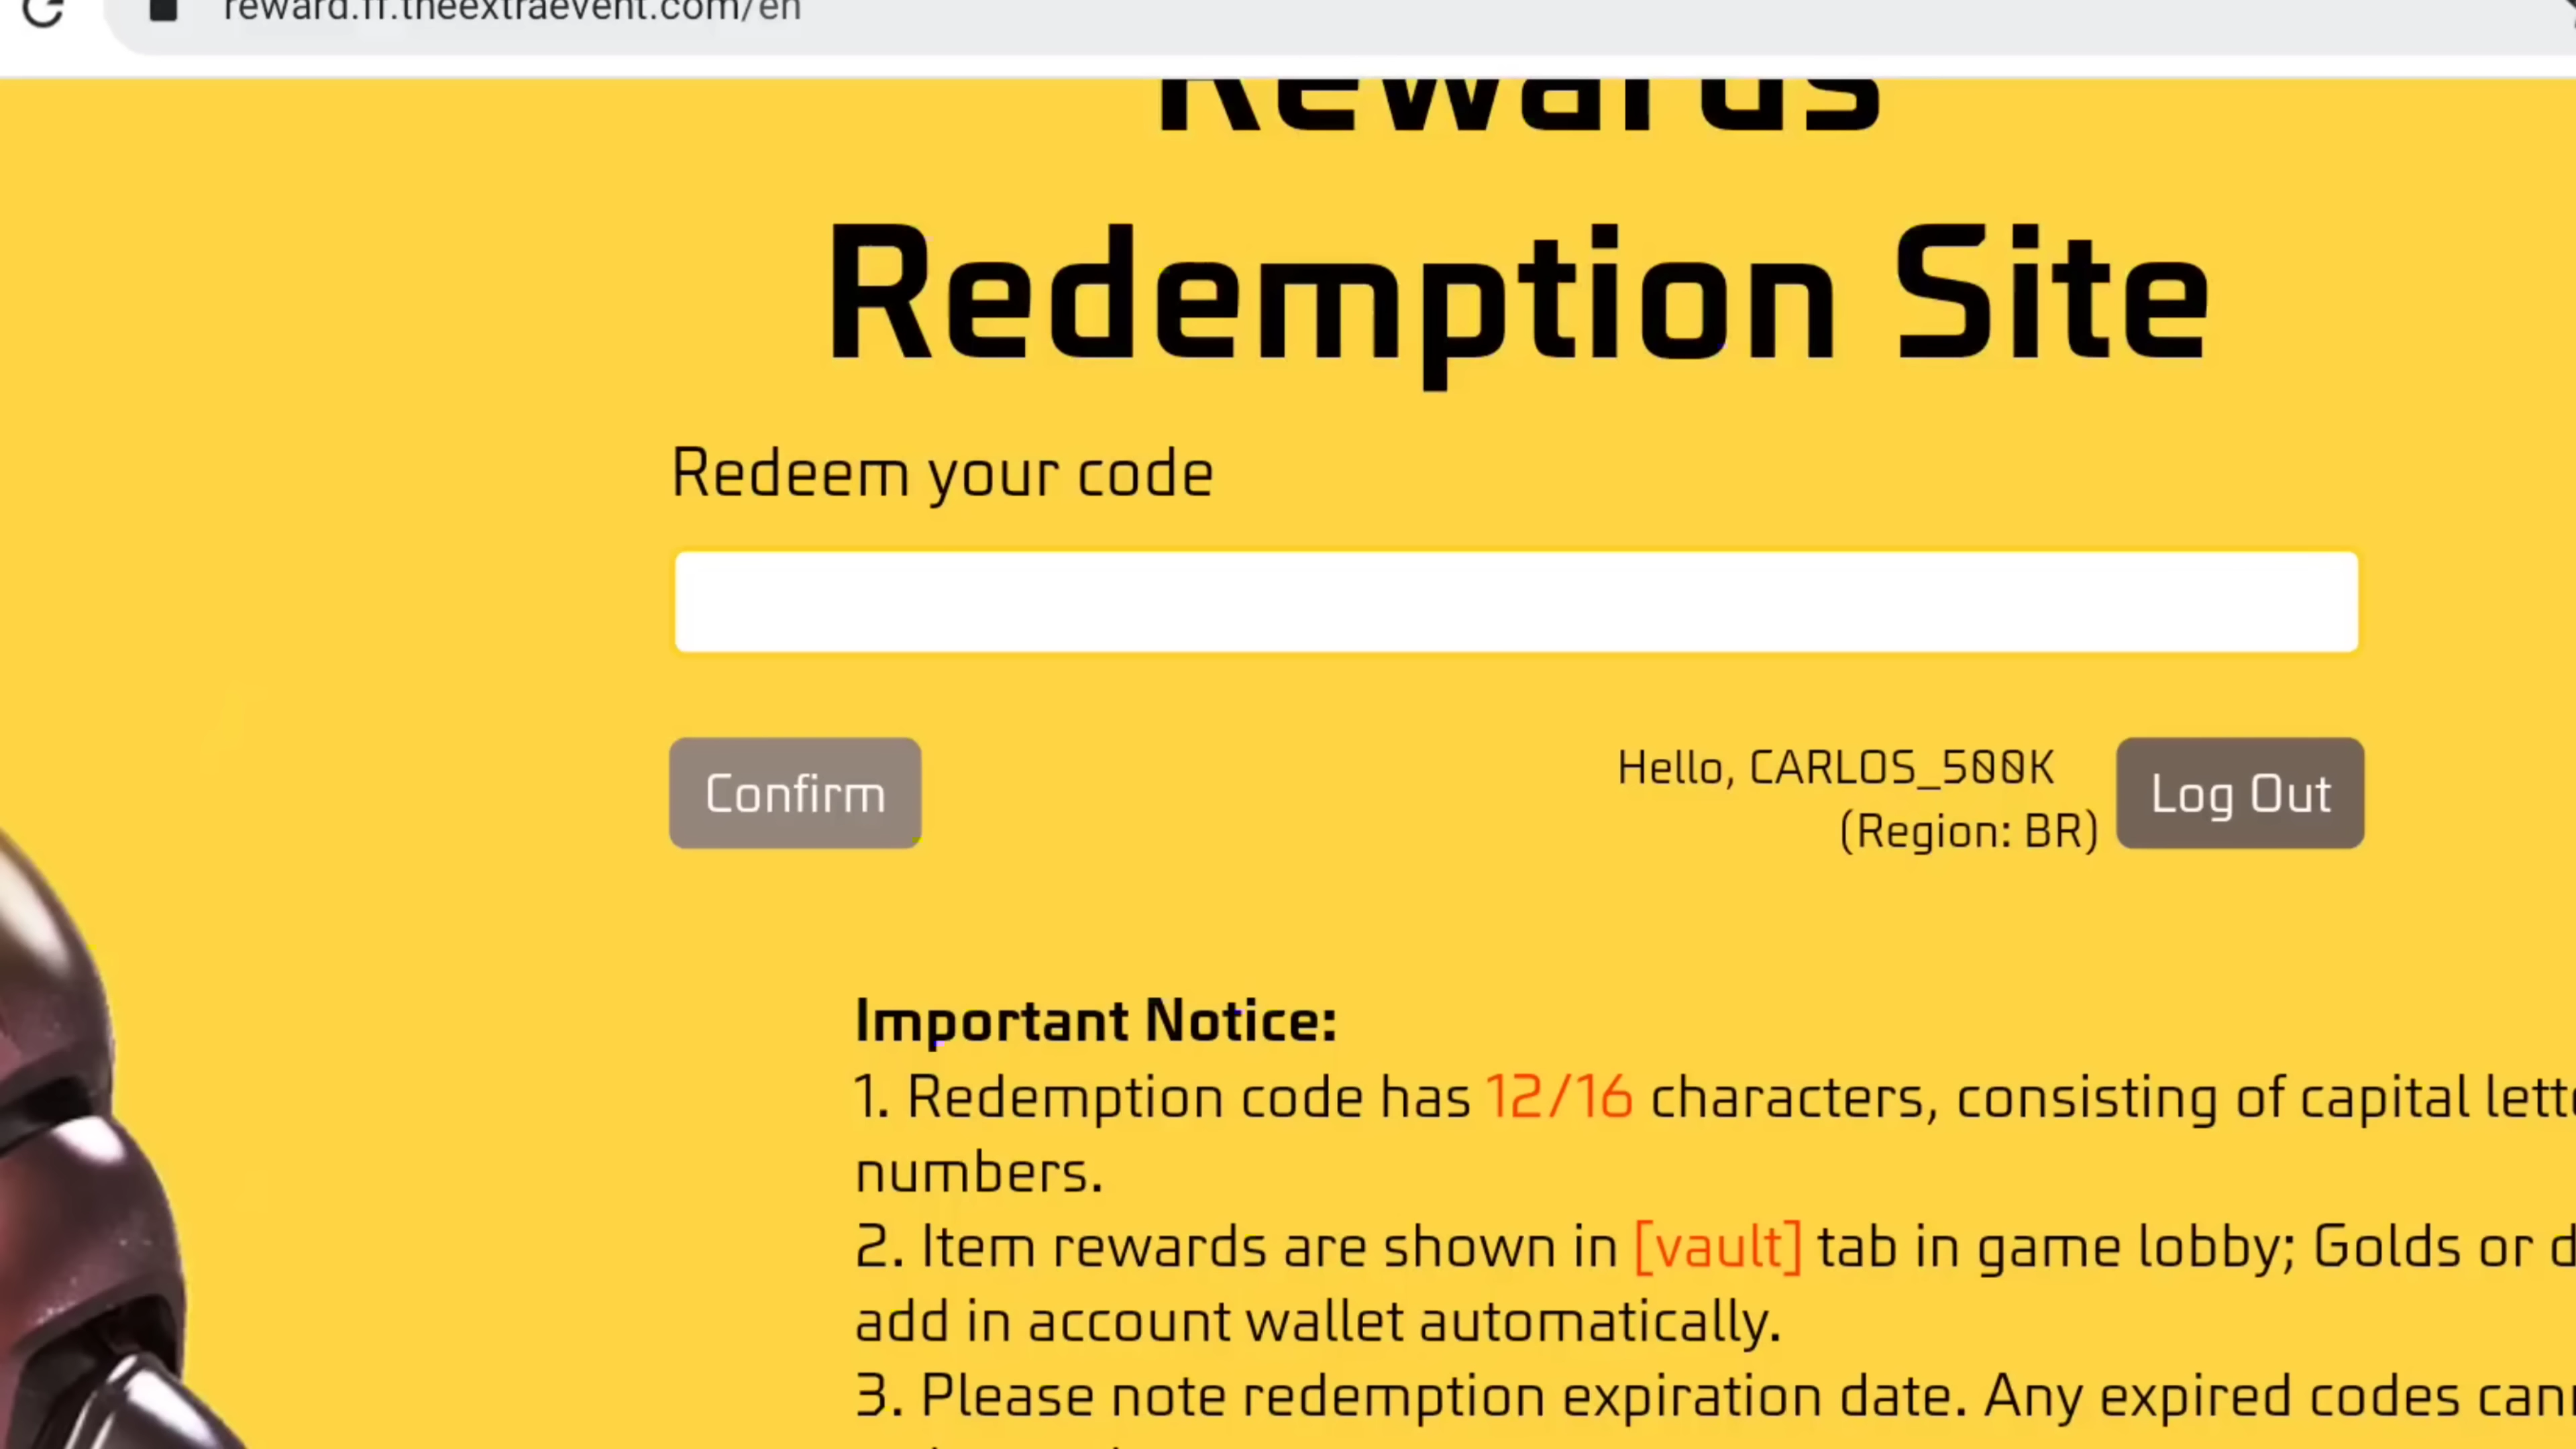 reward.ff.theextraevent.com/en
Rewards
Redemption Site
Redeem your code
Confirm
Hello, CARLOS_500K
(Region: BR)
Log Out
Important Notice:
1. Redemption code has 12/16 characters, consisting of capital
numbers.
2. Item rewards are shown in [vault] tab in game lobby; Golds or
add in account wallet automatically.
3. Please note redemption expiration date. Any expired codes